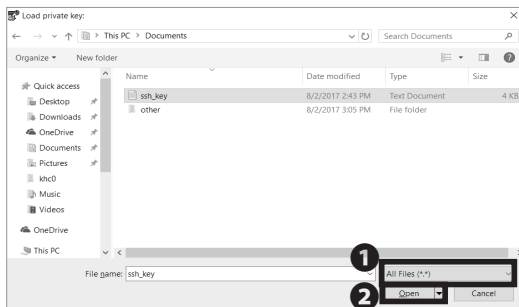 Load private key:
This PC > Documents
Search Documents
Organize
New folder
Name
Date modified
Type
Size
Quick access
Desktop
Downloads
OneDrive
Documents
Pictures
khc0
Music
Videos
OneDrive
This PC
ssh_key 8/2/2017 2:43 PM Text Document 4 KB
other 8/2/2017 3:05 PM File folder
1
File name: ssh_key All Files (*.*)
2
Open Cancel